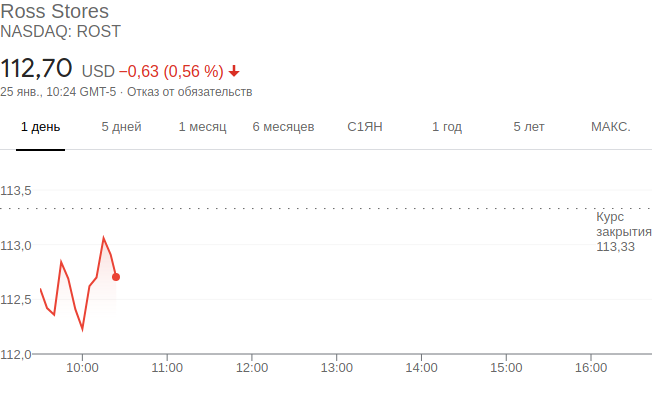 Ross Stores
NASDAQ: ROST
112,70 USD −0,63 (0,56 %)
25 янв., 10:24 GMT-5 · Отказ от обязательств
1 день 5 дней 1 месяц 6 месяцев С1ЯН 1 год 5 лет МАКС.
113,5
Курс
закрытия
113,0
113,33
112,5
112,0
10:00 11:00 12:00 13:00 14:00 15:00 16:00